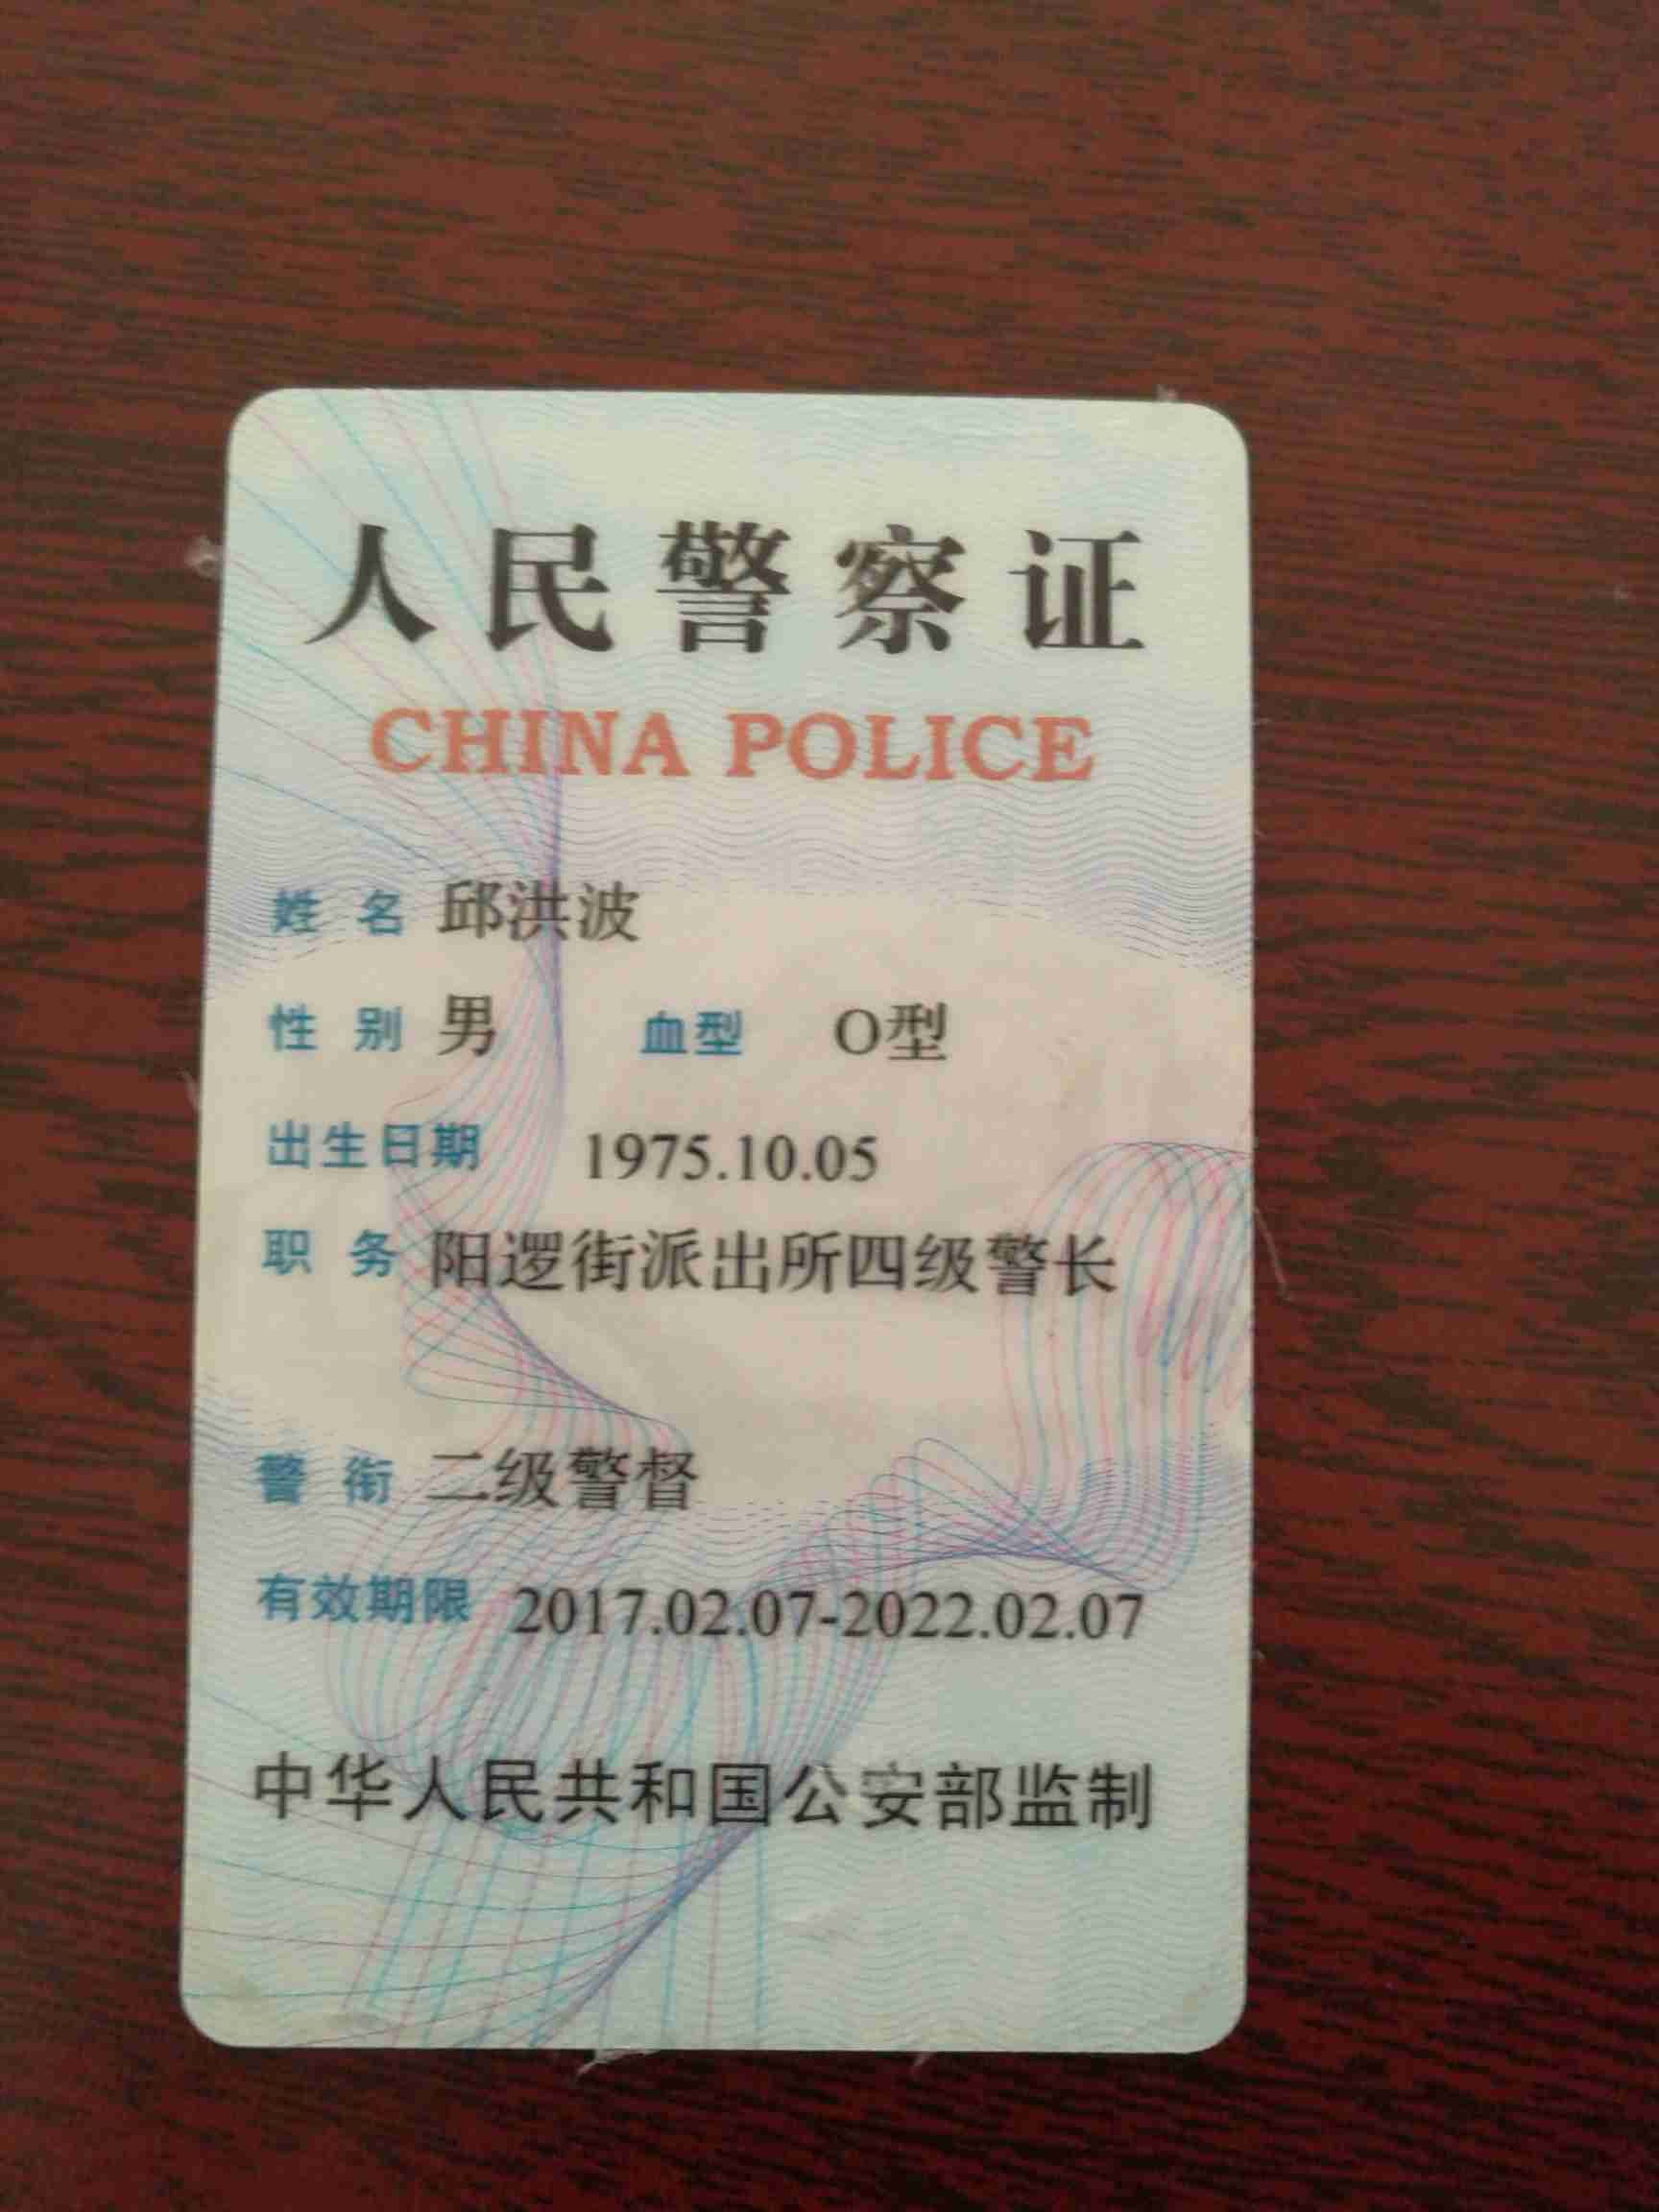 人民警察证
CHINA POLICE
姓 名 邱洪波
性 别 男 血型 O型
出生日期 1975.10.05
职 务 阳逻街派出所四级警长
警 衔 二级警督
有效期限 2017.02.07-2022.02.07
中华人民共和国公安部监制